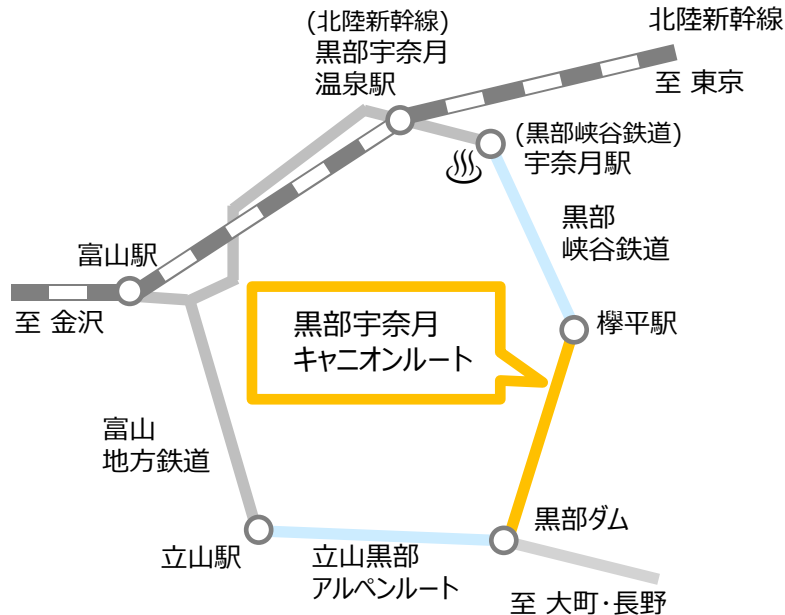 (北陸新幹線)
黒部宇奈月
温泉駅
北陸新幹線
至 東京
(黒部峡谷鉄道)
宇奈月駅
黒部
峡谷鉄道
富山駅
至 金沢
黒部宇奈月
キャニオンルート
欅平駅
富山
地方鉄道
黒部ダム
立山駅
立山黒部
アルペンルート
至 大町・長野